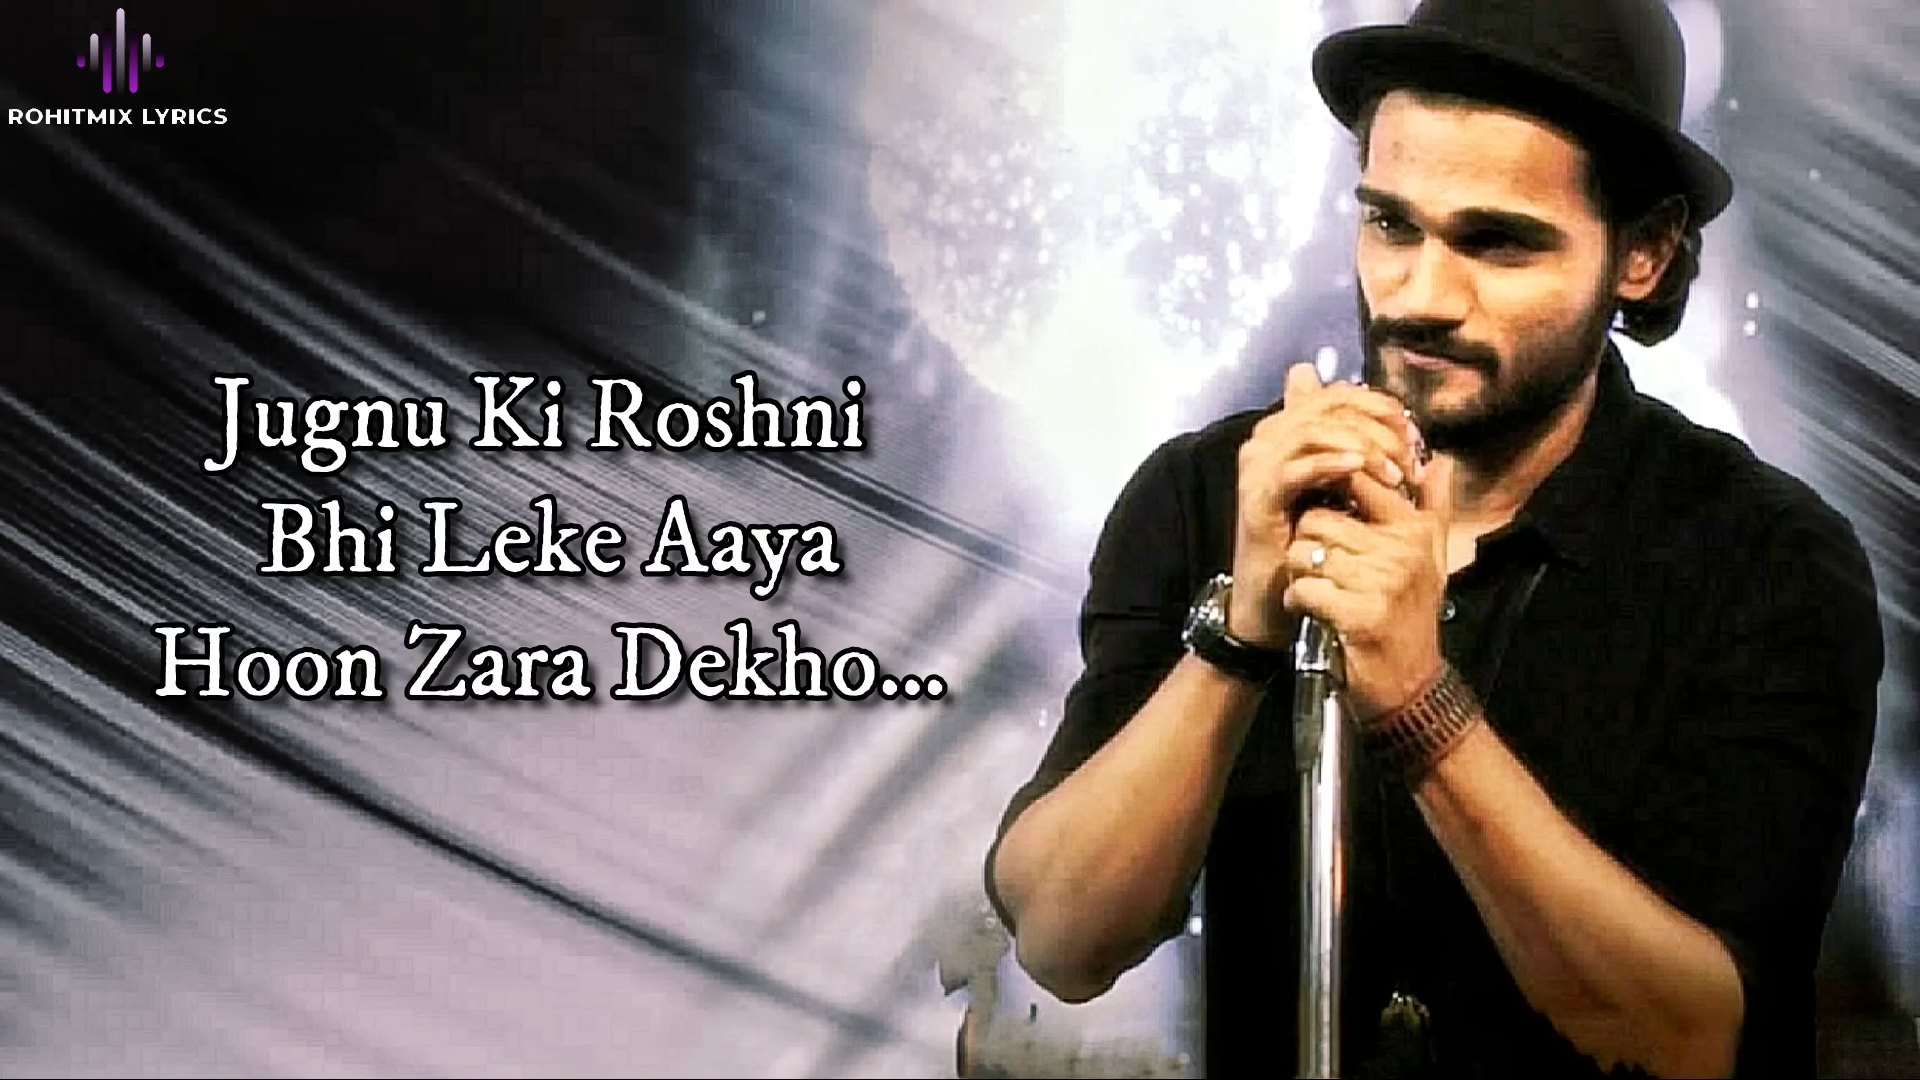 ROHITMIX LYRICS
Jugnu Ki Roshni
Bhi Leke Aaya
Hoon Zara Dekho...